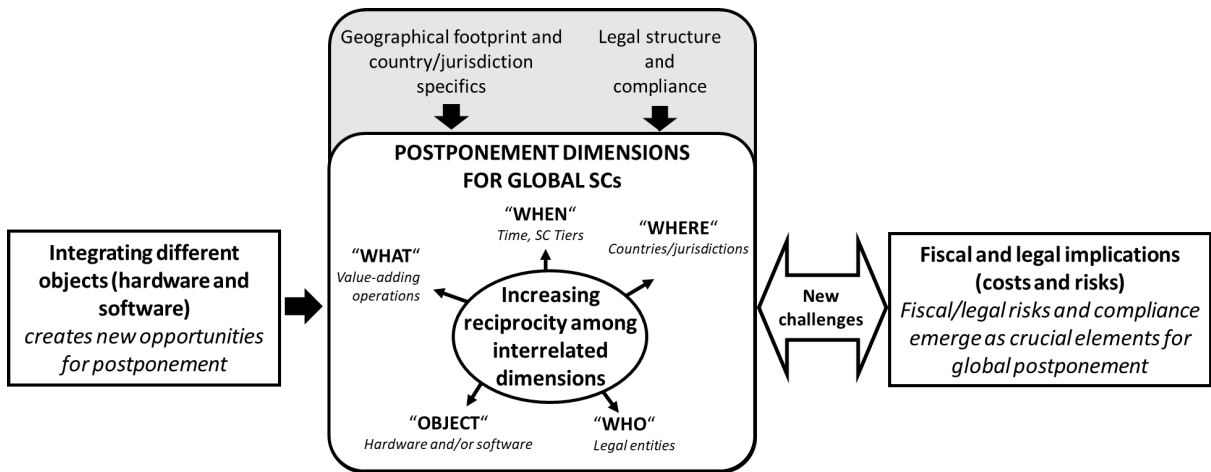 Geographical footprint and
country/jurisdiction
specifics
Legal structure
and
compliance
POSTPONEMENT DIMENSIONS
FOR GLOBAL SCs
“WHEN“
Time, SC Tiers
“WHERE“
Countries/jurisdictions
“WHAT“
Value-adding
operations
Increasing
reciprocity among
interrelated
dimensions
“OBJECT“
Hardware and/or software
“WHO“
Legal entities
Integrating different
objects (hardware and
software)
creates new opportunities
for postponement
New
challenges
Fiscal and legal implications
(costs and risks)
Fiscal/legal risks and compliance
emerge as crucial elements for
global postponement